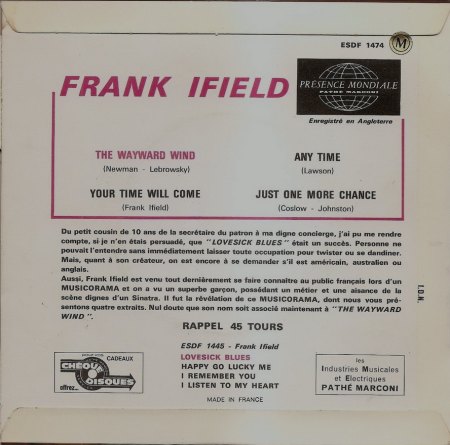 ESDF 1474 M
FRANK IFIELD
PRÉSENCE MONDIALE
PATHÉ MARCONI
Enregistré en Angleterre
THE WAYWARD WIND
(Newman - Lebrowsky)
ANY TIME
(Lawson)
YOUR TIME WILL COME
(Frank Ifield)
JUST ONE MORE CHANCE
(Coslow - Johnston)
Du petit cousin de 10 ans de la secrétaire du patron à ma digne concierge, j'ai pu me rendre
compte, si je n'en étais persuadé, que "LOVESICK BLUES" était un succès. Personne ne
pouvait l'entendre sans immédiatement laisser toute occupation pour twister ou se dandiner.
Mais, quant à son créateur, on est encore à se demander s'il est américain, australien ou
anglais.
Aussi, Frank Ifield est venu tout dernièrement se faire connaître au public français lors d'un
MUSICORAMA et on a vu un superbe garçon, possédant un métier et une aisance de la
scène dignes d'un Sinatra. Il fut la révélation de ce MUSICORAMA, dont nous vous pré-
sentons quatre extraits. Nul doute que son nom soit associé maintenant à "THE WAYWARD
WIND".
I.D.N.
RAPPEL 45 TOURS
POUR VOS CADEAUX
CHÈQUE
DISQUES
offrez...
ESDF 1445 - Frank Ifield
LOVESICK BLUES
HAPPY GO LUCKY ME
I REMEMBER YOU
I LISTEN TO MY HEART
MADE IN FRANCE
les
Industries Musicales
et Electriques
PATHÉ MARCONI